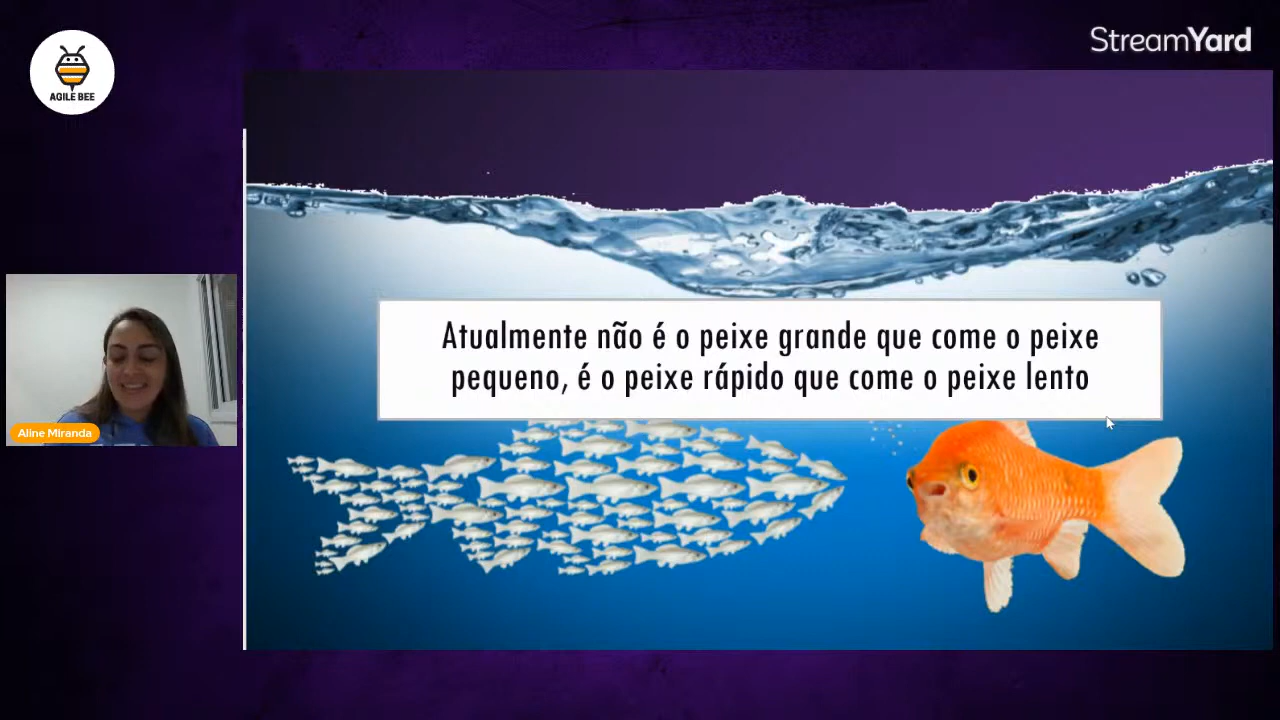 AGILE BEE
StreamYard
Atualmente não é o peixe grande que come o peixe
pequeno, é o peixe rápido que come o peixe lento
Aline Miranda